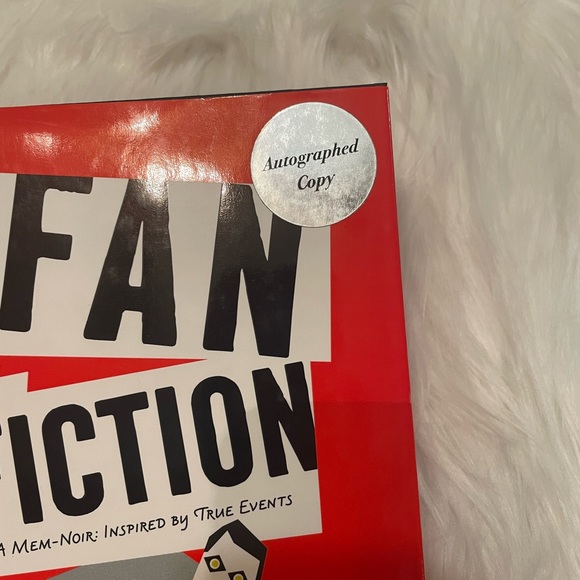 Autographed
Copy
FAN
FICTION
A MEM-NOIR: INSPIRED BY TRUE EVENTS